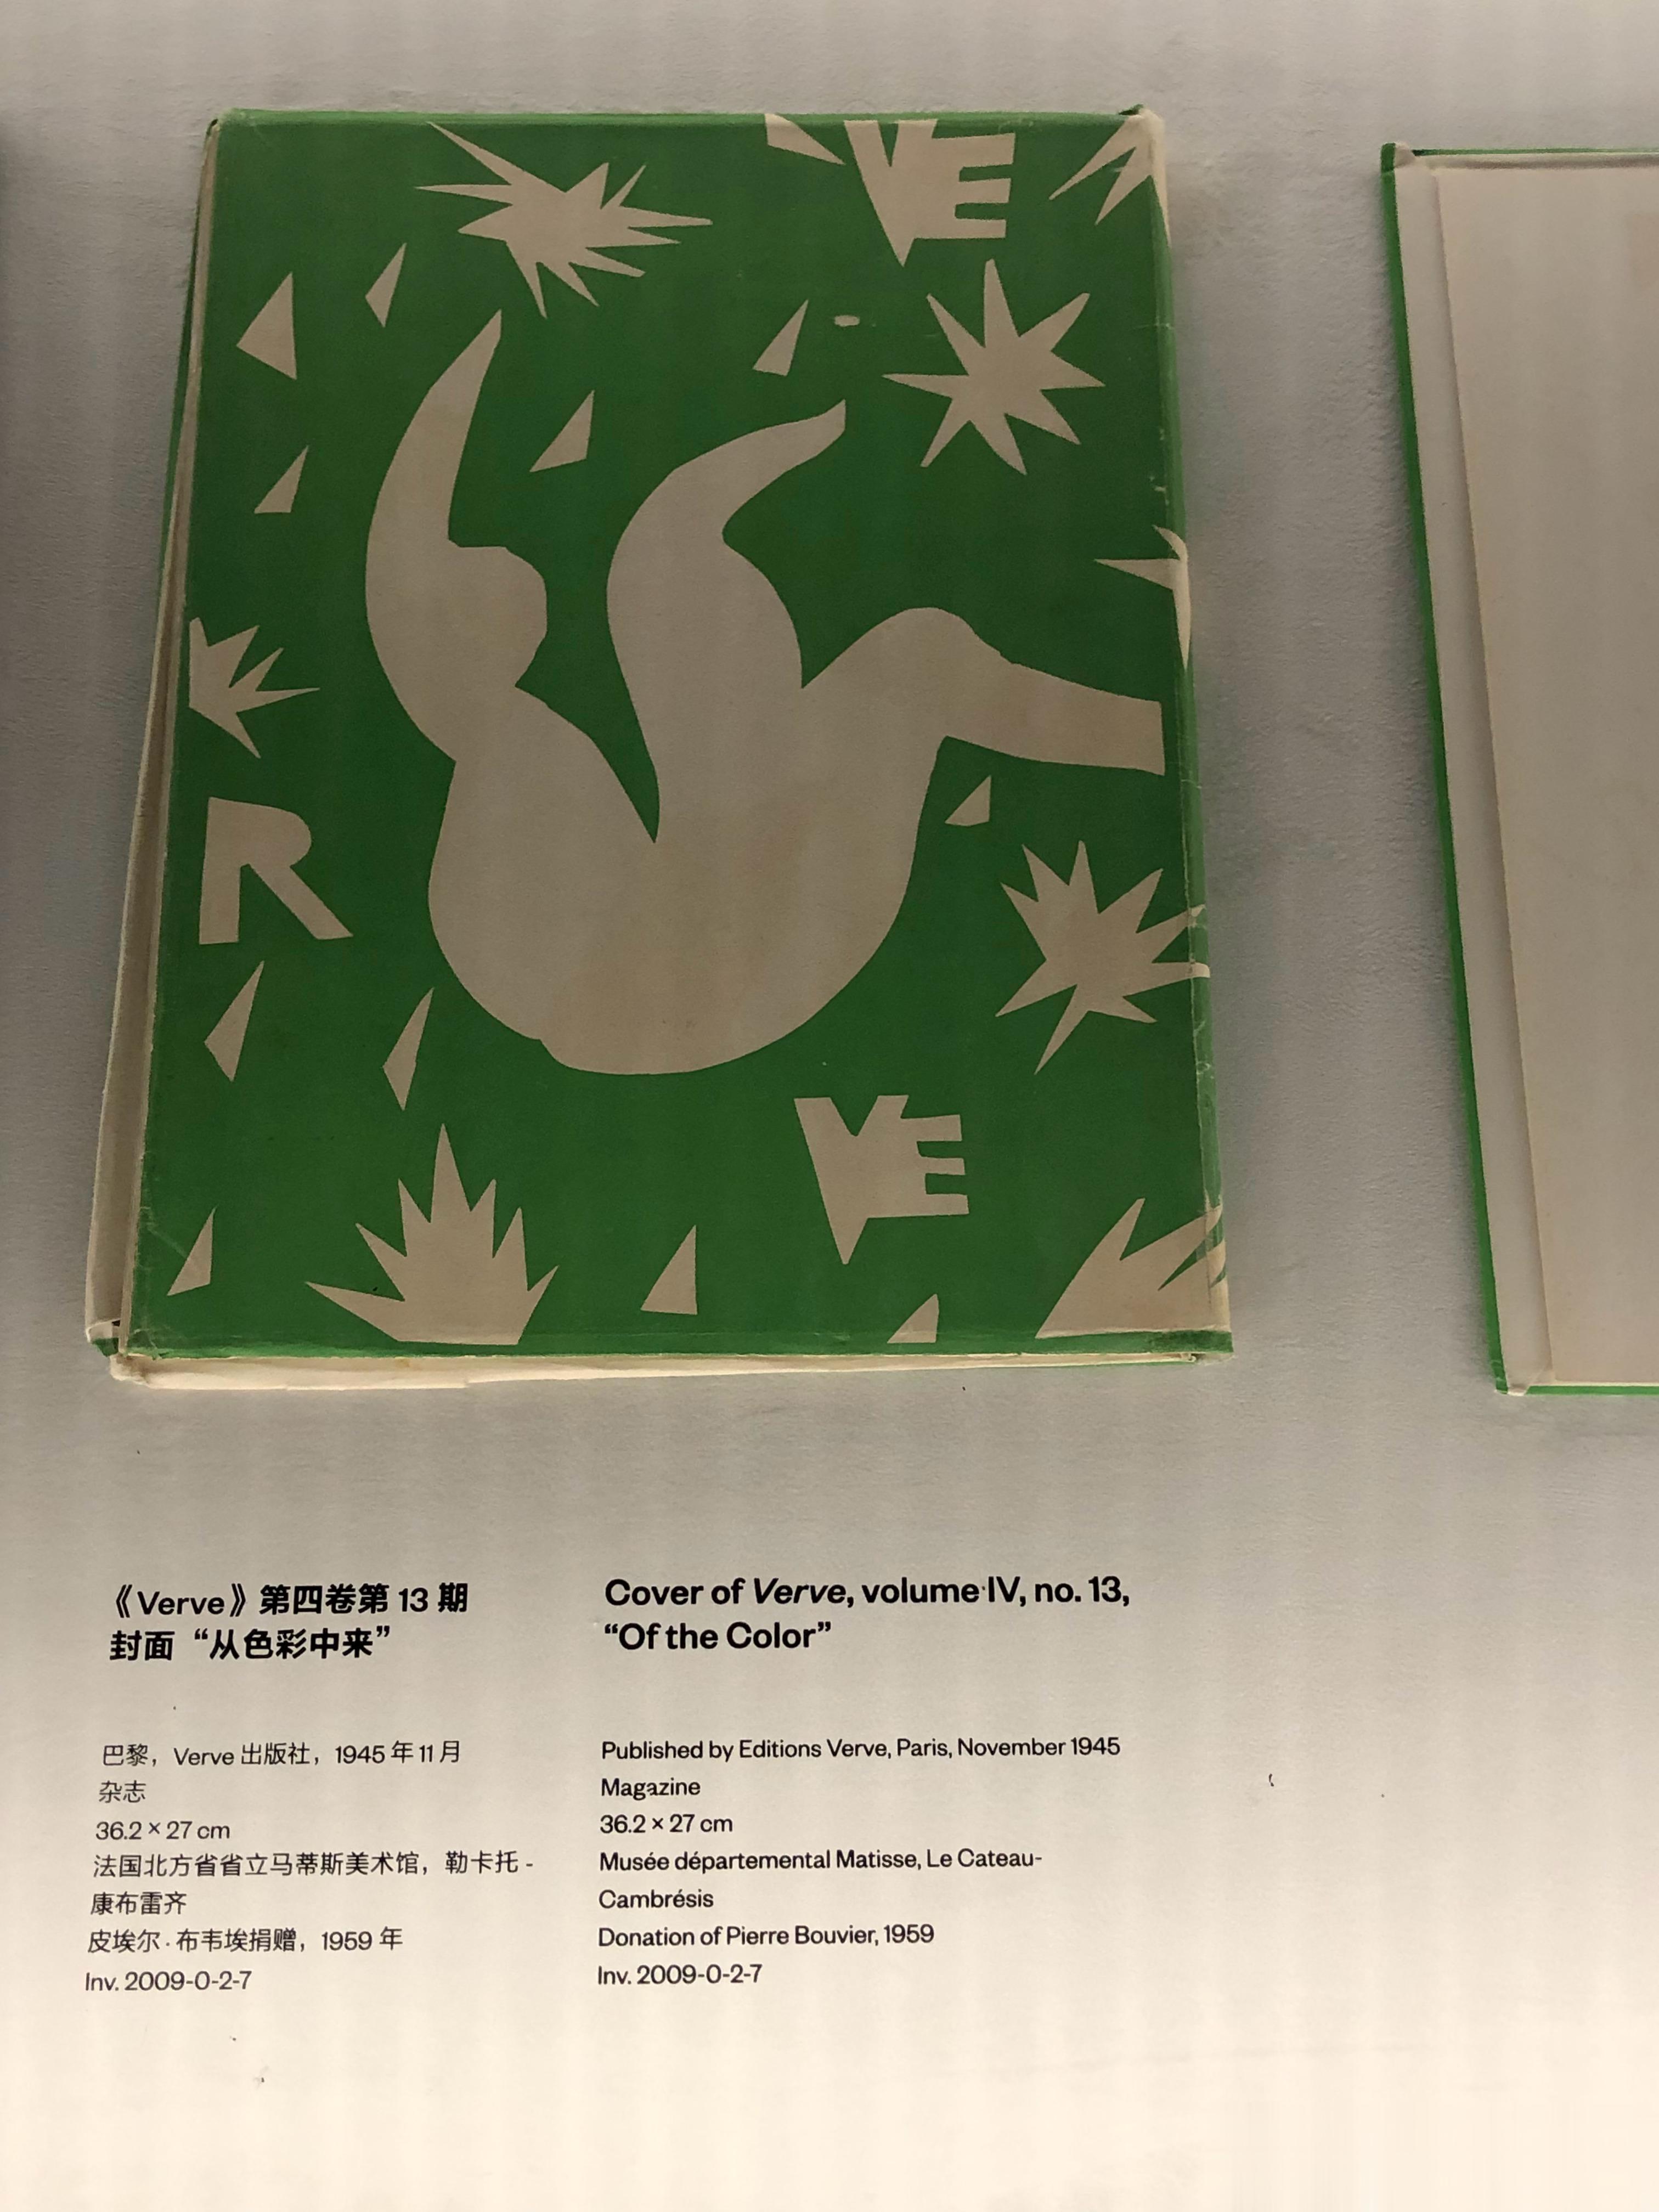 VE
R
VE
《Verve》第四卷第 13 期
封面“从色彩中来”
巴黎，Verve 出版社，1945 年 11 月
杂志
36.2 × 27 cm
法国北方省省立马蒂斯美术馆，勒卡托 -
康布雷齐
皮埃尔 · 布韦埃捐赠，1959 年
Inv. 2009-0-2-7
Cover of Verve, volume IV, no. 13,
“Of the Color”
Published by Editions Verve, Paris, November 1945
Magazine
36.2 × 27 cm
Musée départemental Matisse, Le Cateau-
Cambrésis
Donation of Pierre Bouvier, 1959
Inv. 2009-0-2-7